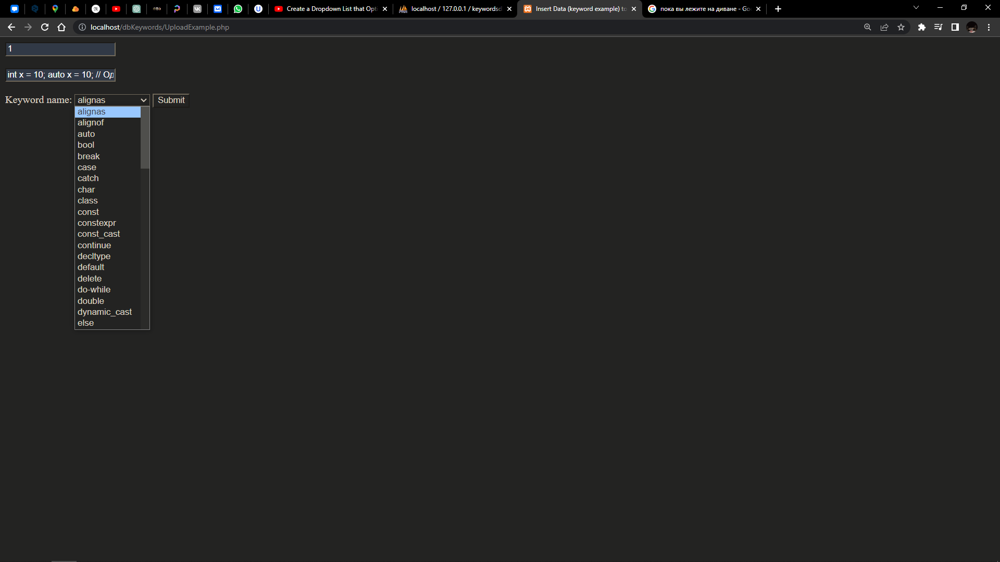 Create a Dropdown List that Opti
localhost / 127.0.0.1 / keywordsd
Insert Data (keyword example) to
пока вы лежите на диване - Go
localhost/dbKeywords/UploadExample.php
1
int x = 10; auto x = 10; // Од
Keyword name: alignas Submit
alignas
alignof
auto
bool
break
case
catch
char
class
const
constexpr
const_cast
continue
decltype
default
delete
do-while
double
dynamic_cast
else